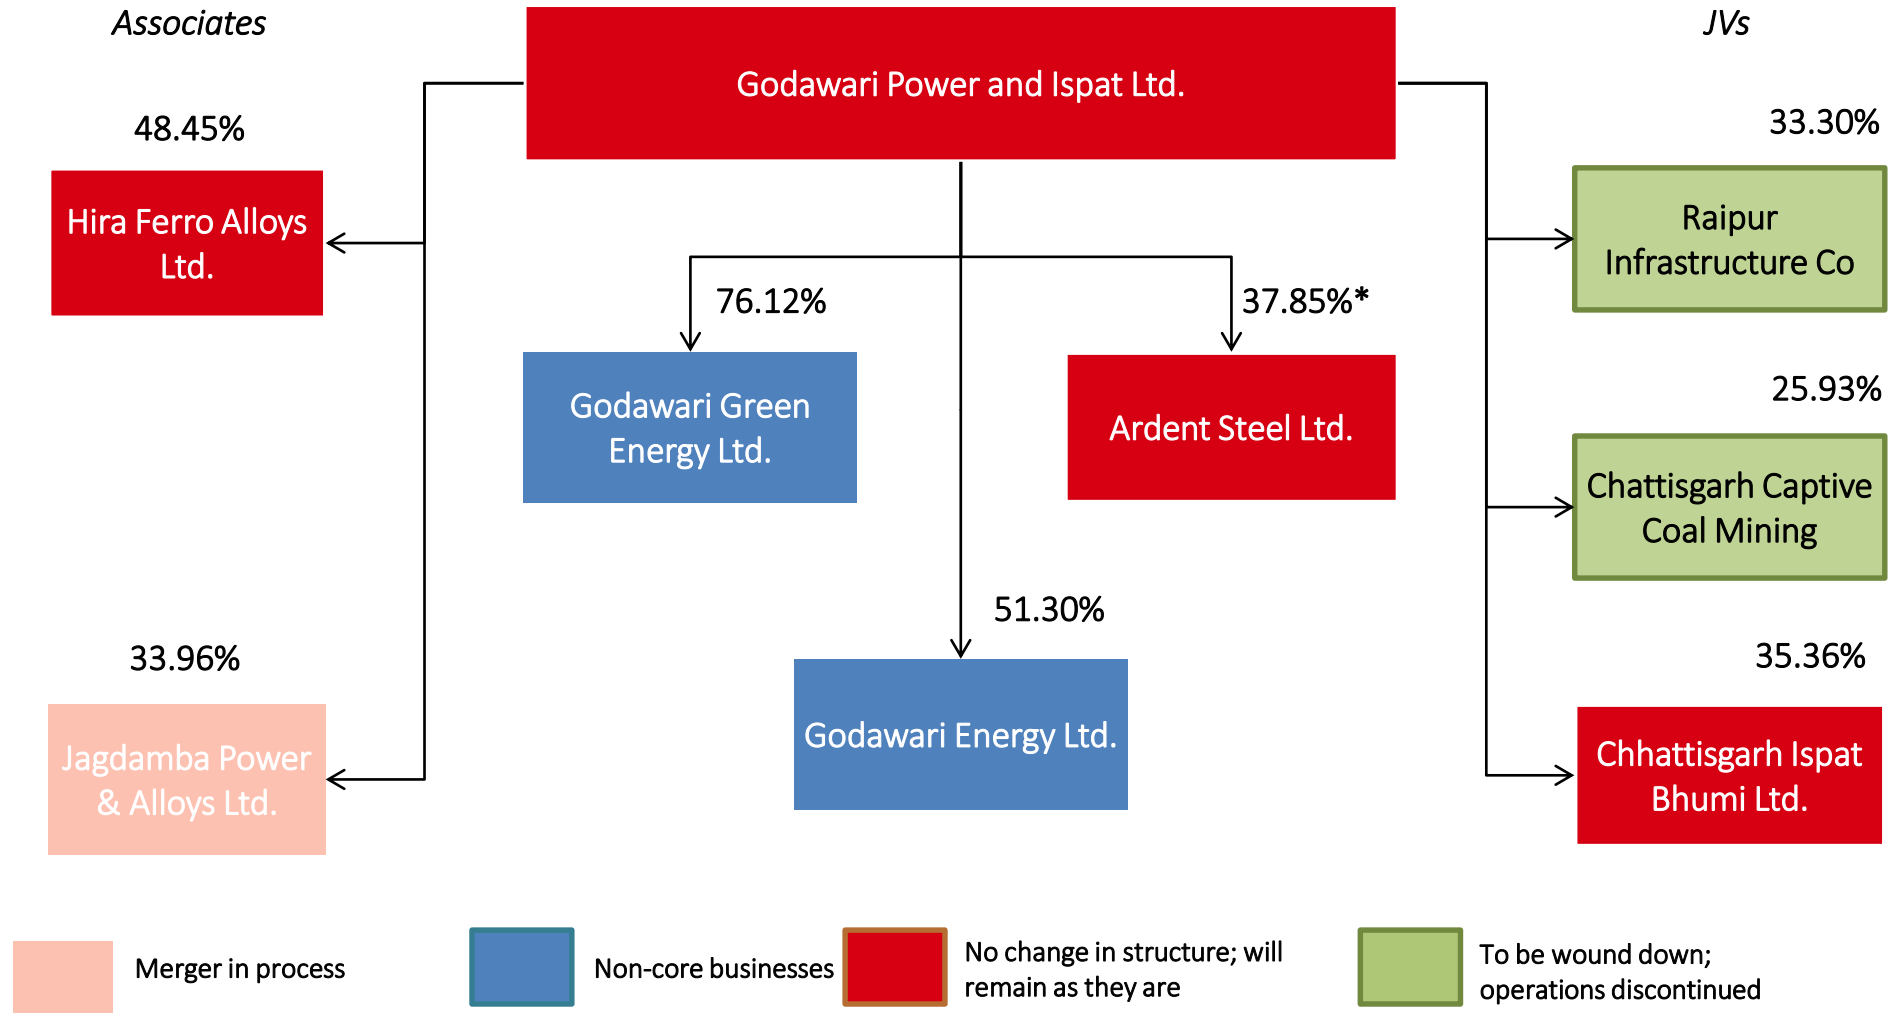 Associates
Godawari Power and Ispat Ltd.
JVs
48.45%
Hira Ferro Alloys
Ltd.
33.30%
Raipur
Infrastructure Co
76.12%
37.85%*
Godawari Green
Energy Ltd.
Ardent Steel Ltd.
25.93%
Chattisgarh Captive
Coal Mining
51.30%
Godawari Energy Ltd.
33.96%
Jagdamba Power
& Alloys Ltd.
35.36%
Chhattisgarh Ispat
Bhumi Ltd.
Merger in process
Non-core businesses
No change in structure; will
remain as they are
To be wound down;
operations discontinued